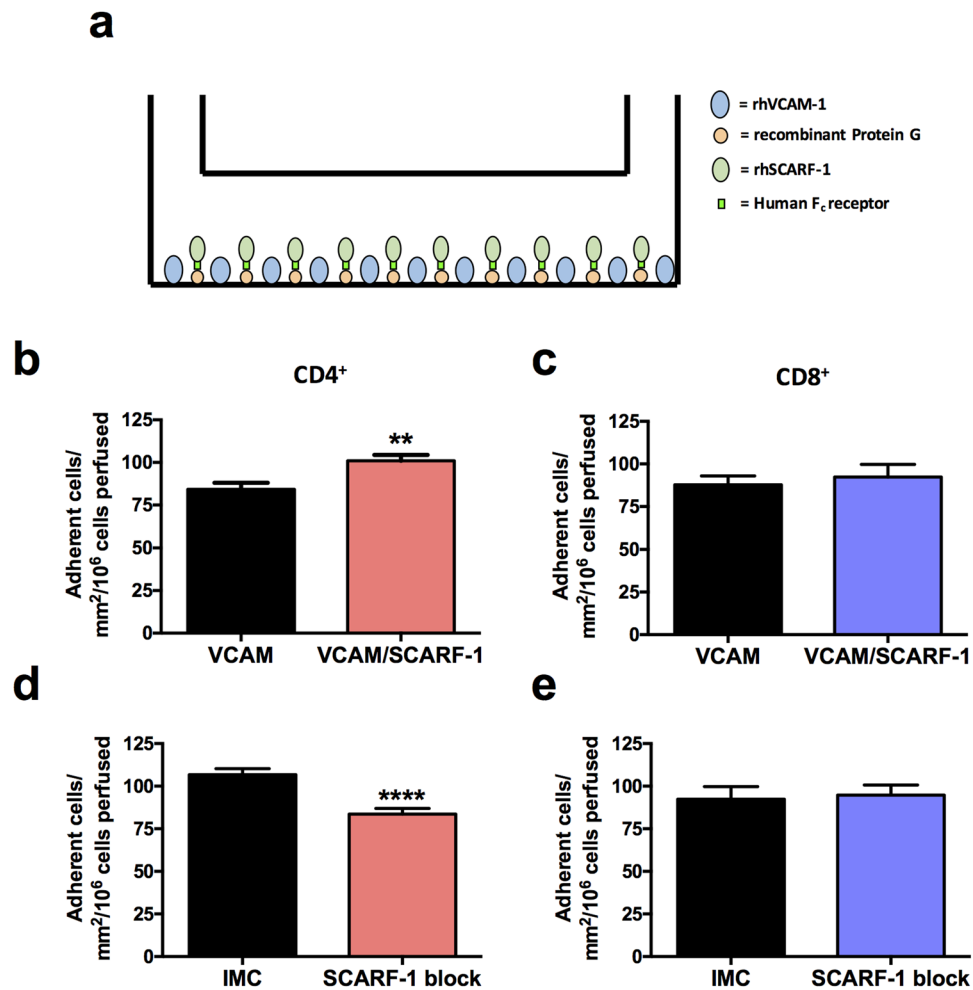 a
= rhVCAM-1
= recombinant Protein G
= rhSCARF-1
= Human Fc receptor
b
CD4+
Adherent cells/
mm2/106 cells perfused
125
100
75
50
25
0
**
VCAM
VCAM/SCARF-1
c
CD8+
Adherent cells/
mm2/106 cells perfused
125
100
75
50
25
0
VCAM
VCAM/SCARF-1
d
Adherent cells/
mm2/106 cells perfused
125
100
75
50
25
0
****
IMC
SCARF-1 block
e
Adherent cells/
mm2/106 cells perfused
125
100
75
50
25
0
IMC
SCARF-1 block